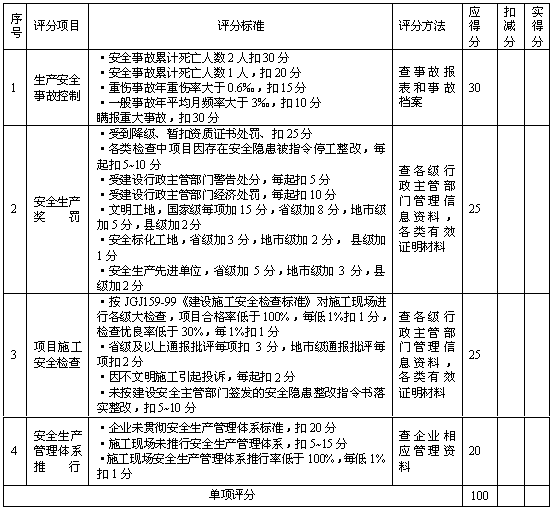 序号 评分项目 评分标准 评分方法 应得分 扣减分 实得分
1 生产安全事故控制 ·安全事故累计死亡人数2人扣30分
·安全事故累计死亡人数1人，扣20分
·重伤事故年重伤率大于0.6‰，扣15分
·一般事故年平均月频率大于3‰，扣10分
瞒报重大事故，扣30分
查事故报表和事故档案 30
2 安全生产奖罚 ·受到降级、暂扣资质证书处罚、扣25分
·各类检查中项目因存在安全隐患被指令停工整改，每
起扣5~10分
·受建设行政主管部门警告处分，每起扣5分
·受建设行政主管部门经济处罚，每起扣10分
·文明工地，国家级每项加15分，省级加8分，地市级
加5分，县级加2分
·安全标化工地，省级加3分，地市级加2分， 县级加
1分
·安全生产先进单位，省级加 5分，地市级加 3 分，县
级加2分
查各级行政主管部门管理信息资料，各类有效证明材料 25
3 项目施工安全检查 ·按JGJ159-99《建设施工安全检查标准》对施工现场进
行各级大检查，项目合格率低于100%，每低1%扣1分，
检查优良率低于30%，每1%扣1分
·省级及以上通报批评每项扣 3 分，地市级通报批评每
项扣2分
·因不文明施工引起投诉，每起扣2分
·未按建设安全主管部门签发的安全隐患整改指令书落
实整改，扣5~10分
查各级行政主管部门管理信息资料，各类有效证明材料 25
4 安全生产管理体系推行 ·企业未贯彻安全生产管理体系标准，扣20分
·施工现场未推行安全生产管理体系，扣5~15分
·施工现场安全生产管理体系推行率低于100%，每低1%
扣1分
查企业相应管理资料 20
单项评分 100